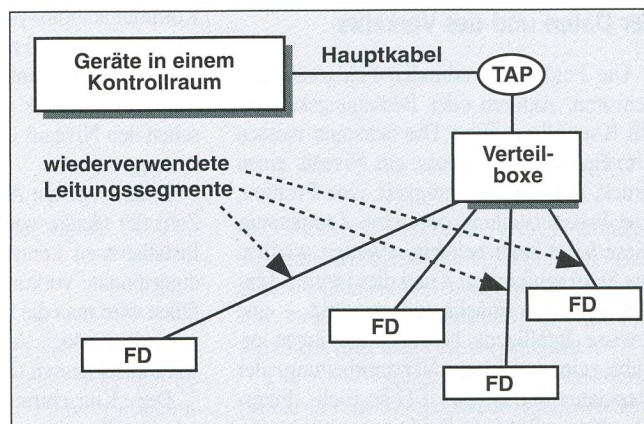 Geräte in einem
Kontrollraum
Hauptkabel
TAP
Verteil-
boxe
wiederverwendete
Leitungssegmente
FD
FD
FD
FD